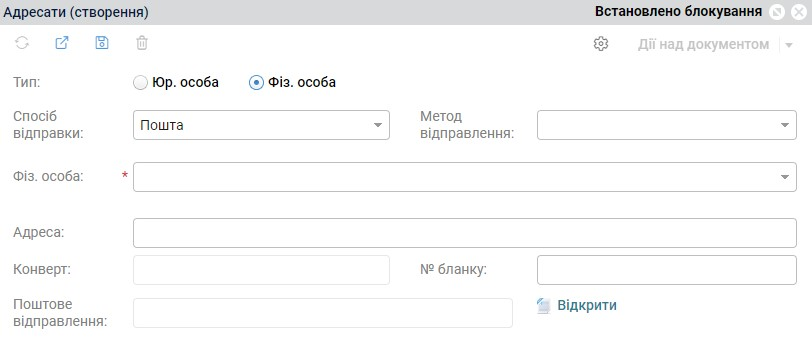 Адресати (створення) Встановлено блокування
Дії над документом
Тип: Юр. особа Фіз. особа
Спосіб відправки: Пошта Метод відправлення:
Фіз. особа: *
Адреса:
Конверт: № бланку:
Поштове відправлення: Відкрити